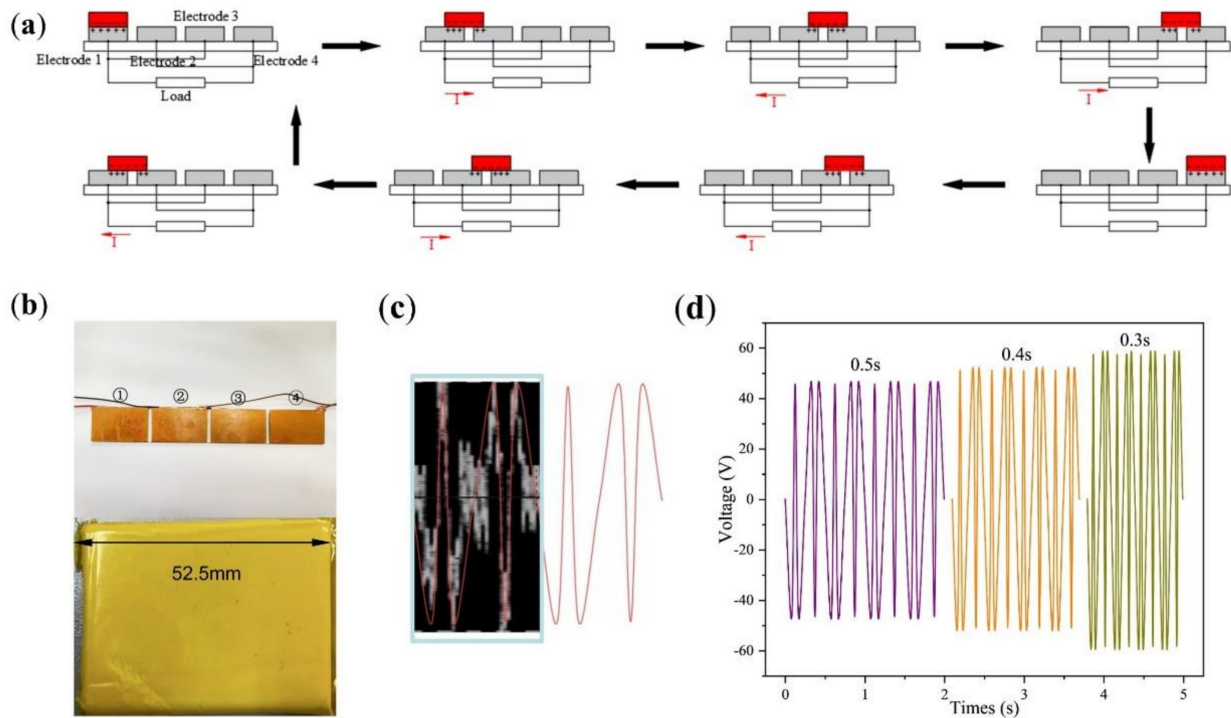 (a)
Electrode 3
Electrode 1
Electrode 2
Electrode 4
Load
I
I
I
I
I
I
(b)
① ② ③ ④
52.5mm
(c)
(d)
0.5s
0.4s
0.3s
60
40
20
0
-20
-40
-60
Voltage (V)
0 1 2 3 4 5
Times (s)